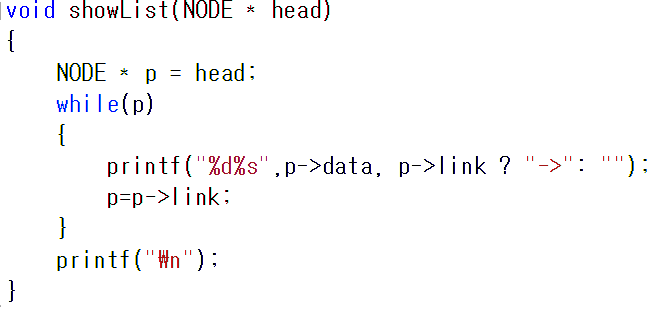 void showList(NODE * head)
{
    NODE * p = head;
    while(p)
    {
        printf("%d%s",p->data, p->link ? "->": "");
        p=p->link;
    }
    printf("₩n");
}